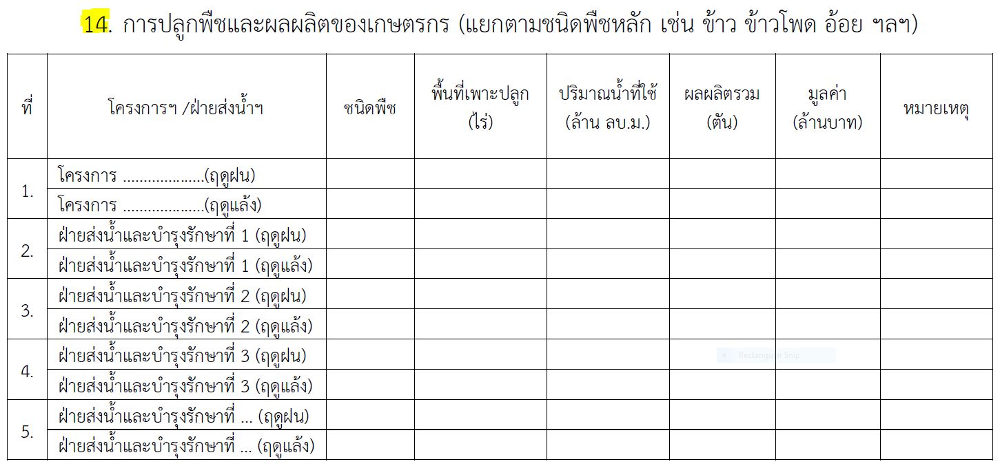 14. การปลูกพืชและผลผลิตของเกษตรกร (แยกตามชนิดพืชหลัก เช่น ข้าว ข้าวโพด อ้อย ฯลฯ)
ที่ โครงการฯ /ฝ่ายส่งน้ำฯ ชนิดพืช พื้นที่เพาะปลูก (ไร่) ปริมาณน้ำที่ใช้ (ล้าน ลบ.ม.) ผลผลิตรวม (ตัน) มูลค่า (ล้านบาท) หมายเหตุ
1. โครงการ ....................(ฤดูฝน)
โครงการ ....................(ฤดูแล้ง)
2. ฝ่ายส่งน้ำและบำรุงรักษาที่ 1 (ฤดูฝน)
ฝ่ายส่งน้ำและบำรุงรักษาที่ 1 (ฤดูแล้ง)
3. ฝ่ายส่งน้ำและบำรุงรักษาที่ 2 (ฤดูฝน)
ฝ่ายส่งน้ำและบำรุงรักษาที่ 2 (ฤดูแล้ง)
4. ฝ่ายส่งน้ำและบำรุงรักษาที่ 3 (ฤดูฝน)
Rectangular Snip
ฝ่ายส่งน้ำและบำรุงรักษาที่ 3 (ฤดูแล้ง)
5. ฝ่ายส่งน้ำและบำรุงรักษาที่ ... (ฤดูฝน)
ฝ่ายส่งน้ำและบำรุงรักษาที่ ... (ฤดูแล้ง)